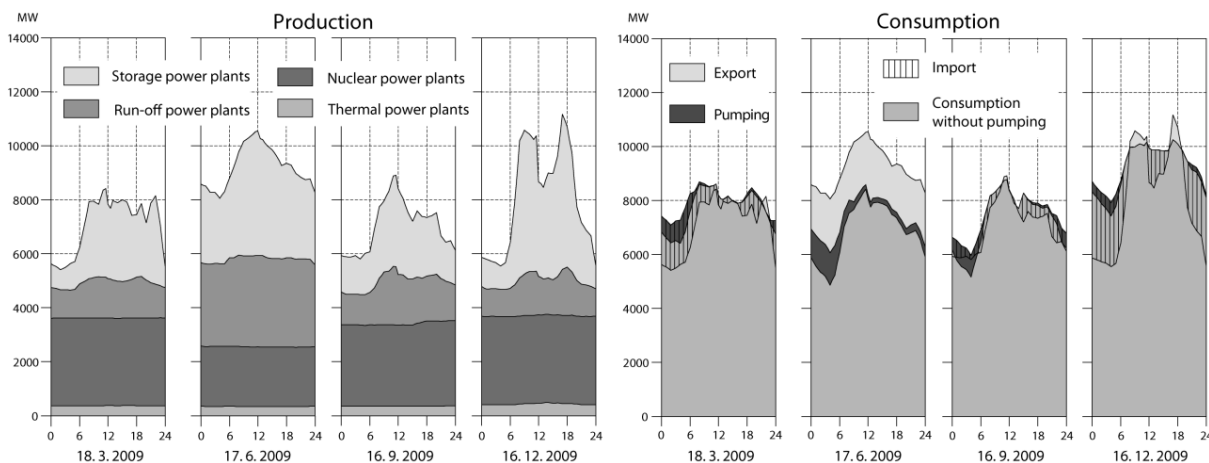 Production
MW
14000
12000
10000
8000
6000
4000
2000
0
Storage power plants
Nuclear power plants
Run-off power plants
Thermal power plants
0 6 12 18 24
0 6 12 18 24
0 6 12 18 24
0 6 12 18 24
18. 3. 2009
17. 6. 2009
16. 9. 2009
16. 12. 2009
Consumption
MW
14000
12000
10000
8000
6000
4000
2000
0
Export
Import
Pumping
Consumption
without pumping
0 6 12 18 24
0 6 12 18 24
0 6 12 18 24
0 6 12 18 24
18. 3. 2009
17. 6. 2009
16. 9. 2009
16. 12. 2009